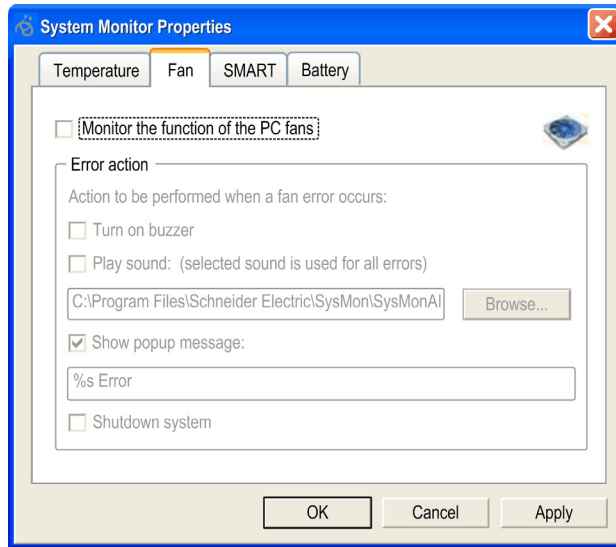 System Monitor Properties
Temperature Fan SMART Battery
Monitor the function of the PC fans
Error action
Action to be performed when a fan error occurs:
Turn on buzzer
Play sound: (selected sound is used for all errors)
C:\Program Files\Schneider Electric\SysMon\SysMonAl Browse...
Show popup message:
%s Error
Shutdown system
OK Cancel Apply